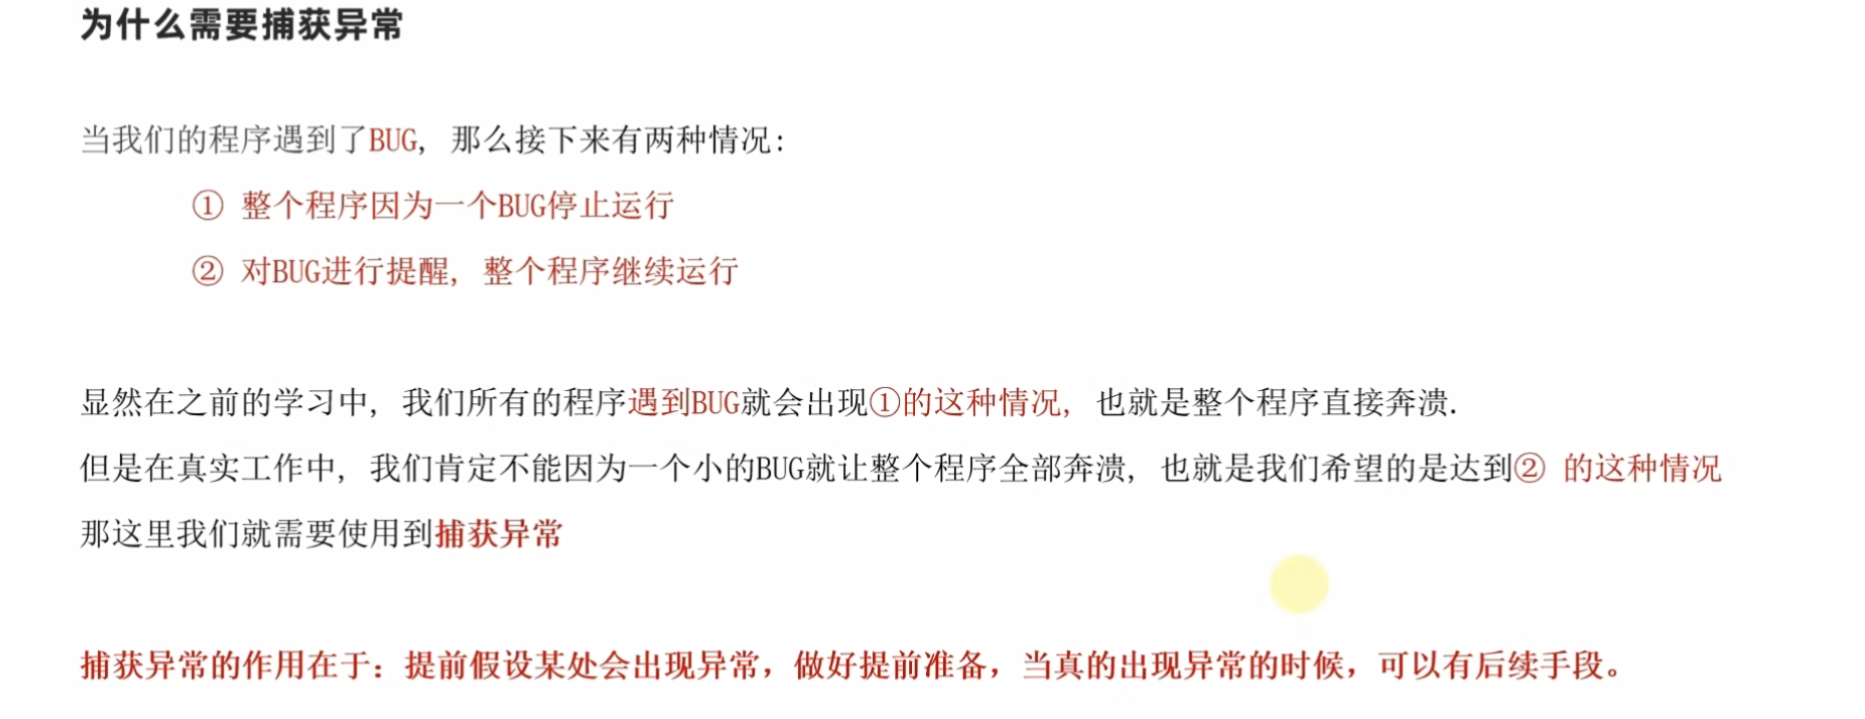 为什么需要捕获异常
当我们的程序遇到了BUG, 那么接下来有两种情况:
① 整个程序因为一个BUG停止运行
② 对BUG进行提醒, 整个程序继续运行
显然在之前的学习中, 我们所有的程序遇到BUG就会出现①的这种情况, 也就是整个程序直接奔溃.
但是在真实工作中, 我们肯定不能因为一个小的BUG就让整个程序全部奔溃, 也就是我们希望的是达到② 的这种情况
那这里我们就需要使用到捕获异常
捕获异常的作用在于：提前假设某处会出现异常，做好提前准备，当真的出现异常的时候，可以有后续手段。